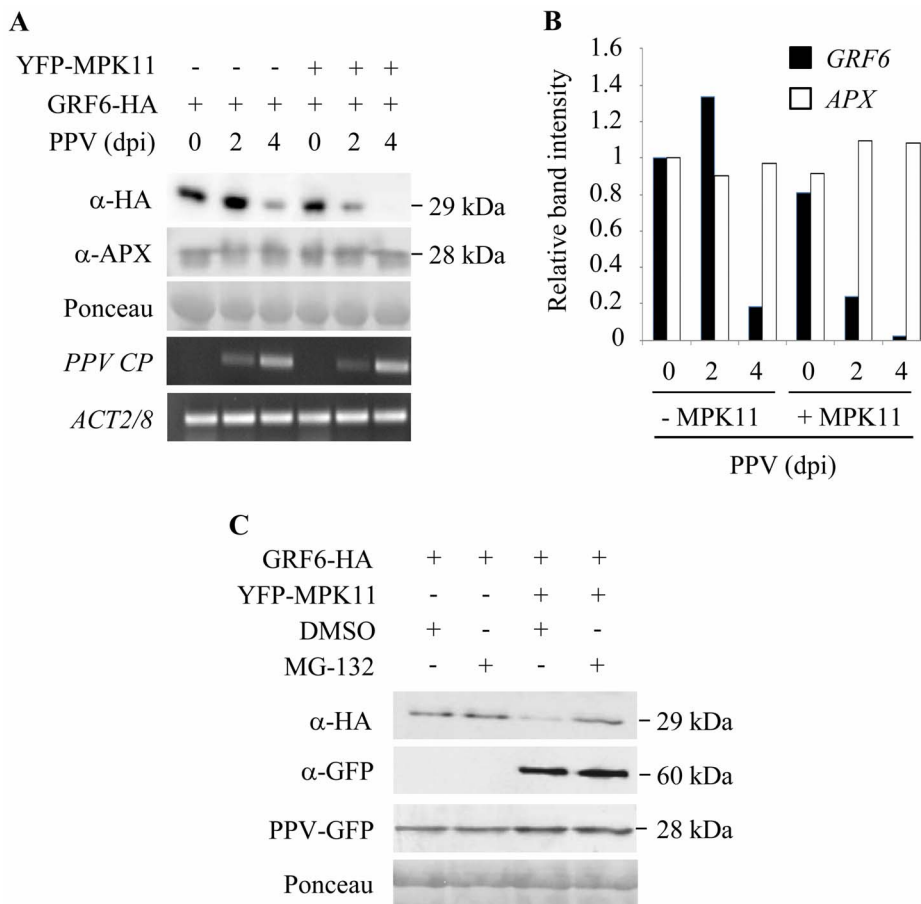 A
YFP-MPK11 - - - + + +
GRF6-HA + + + + + +
PPV (dpi) 0 2 4 0 2 4
α-HA 29 kDa
α-APX 28 kDa
Ponceau
PPV CP
ACT2/8
B
1.6
1.4
1.2
1
0.8
0.6
0.4
0.2
0
Relative band intensity
GRF6
APX
0 2 4 0 2 4
- MPK11 + MPK11
PPV (dpi)
C
GRF6-HA + + + +
YFP-MPK11 - - + +
DMSO + - + -
MG-132 - + - +
α-HA 29 kDa
α-GFP 60 kDa
PPV-GFP 28 kDa
Ponceau